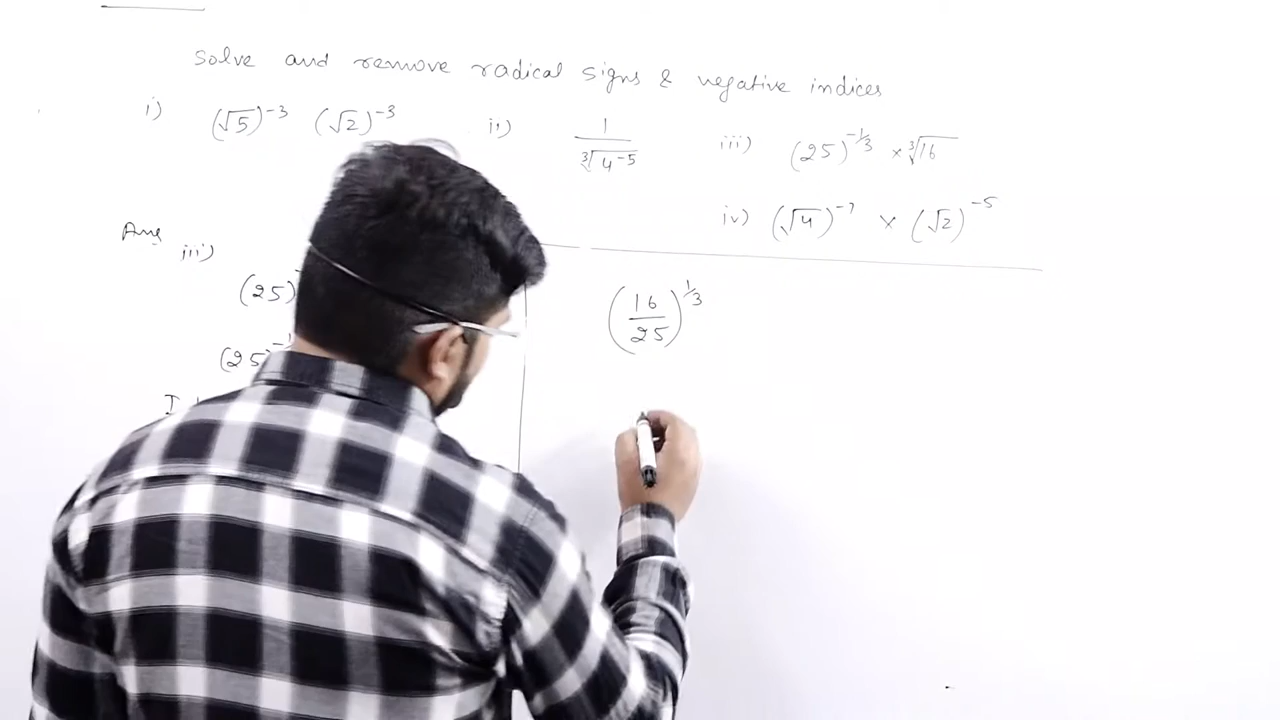 solve and remove radical signs & negative indices
i) (√5)^-3 (√2)^-3 ii) 1/∛4^-5 iii) (25)^-1/3 × ∛16
iv) (√4)^-7 × (√2)^-5
Ans iii)
(25)
(25)^-1
(16/25)^1/3